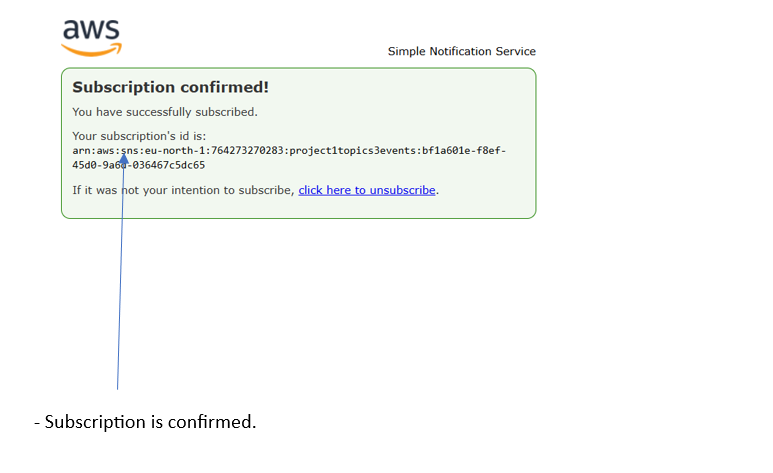 aws
Simple Notification Service
Subscription confirmed!
You have successfully subscribed.
Your subscription's id is:
arn:aws:sns:eu-north-1:764273270283:project1topics3events:bf1a601e-f8ef-
45d0-9a6d-036467c5dc65
If it was not your intention to subscribe, click here to unsubscribe.
- Subscription is confirmed.